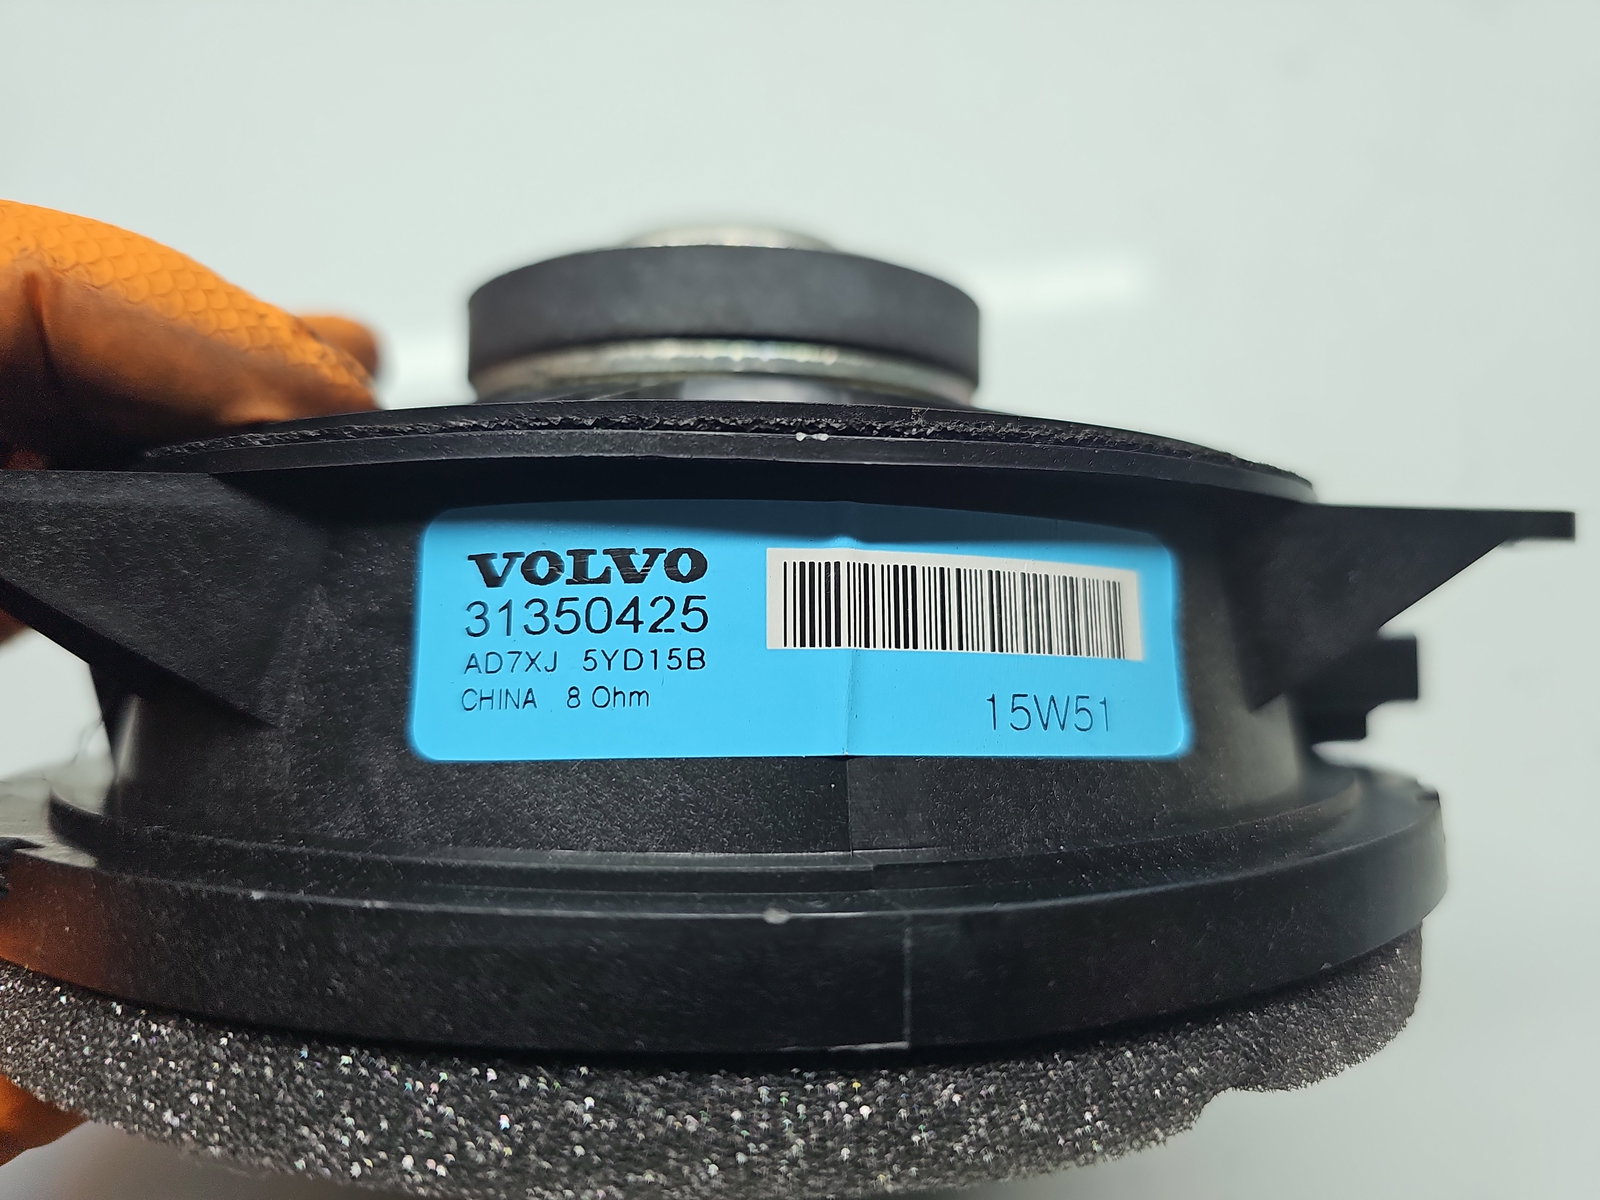 VOLVO
31350425
AD7XJ 5YD15B
CHINA 8 Ohm
15W51